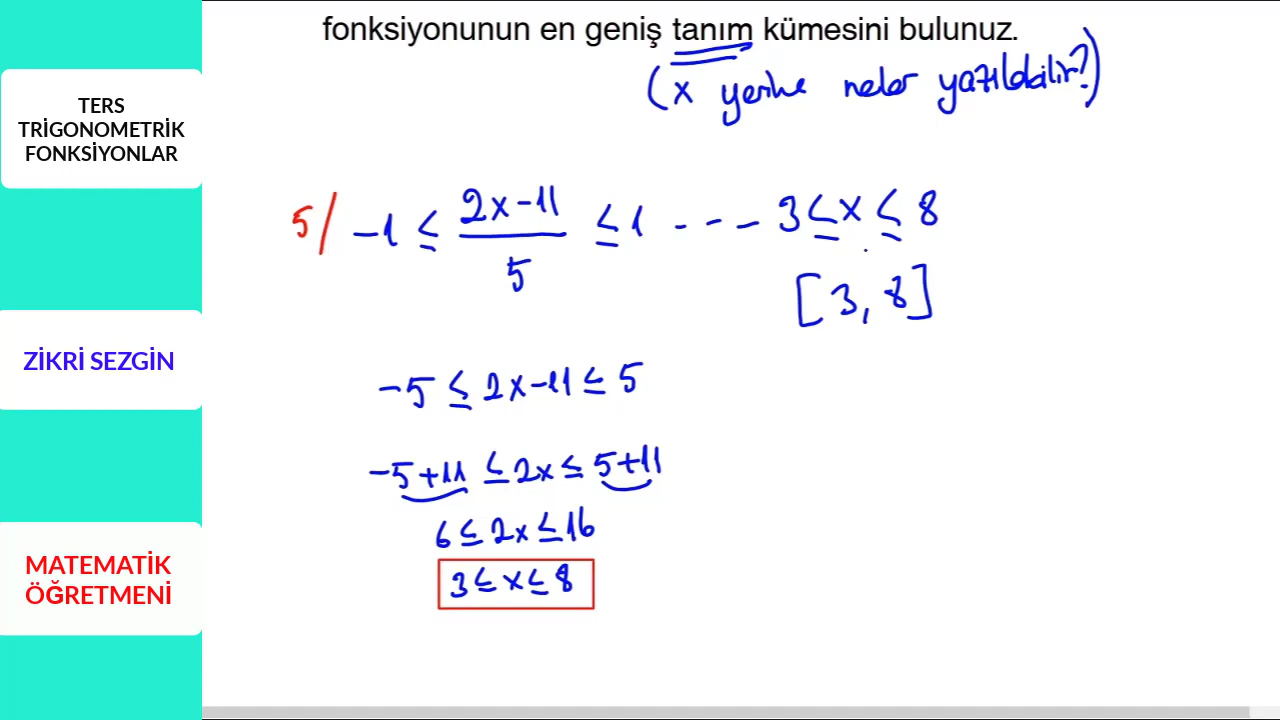 fonksiyonunun en geniş tanım kümesini bulunuz.
(x yerine neler yazılabilir?)
TERS
TRİGONOMETRİK
FONKSİYONLAR
5/ -1 ≤ (2x-11)/5 ≤ 1 - - - 3 ≤ x ≤ 8
[3, 8]
ZİKRİ SEZGİN
-5 ≤ 2x-11 ≤ 5
-5+11 ≤ 2x ≤ 5+11
6 ≤ 2x ≤ 16
3 ≤ x ≤ 8
MATEMATİK
ÖĞRETMENİ